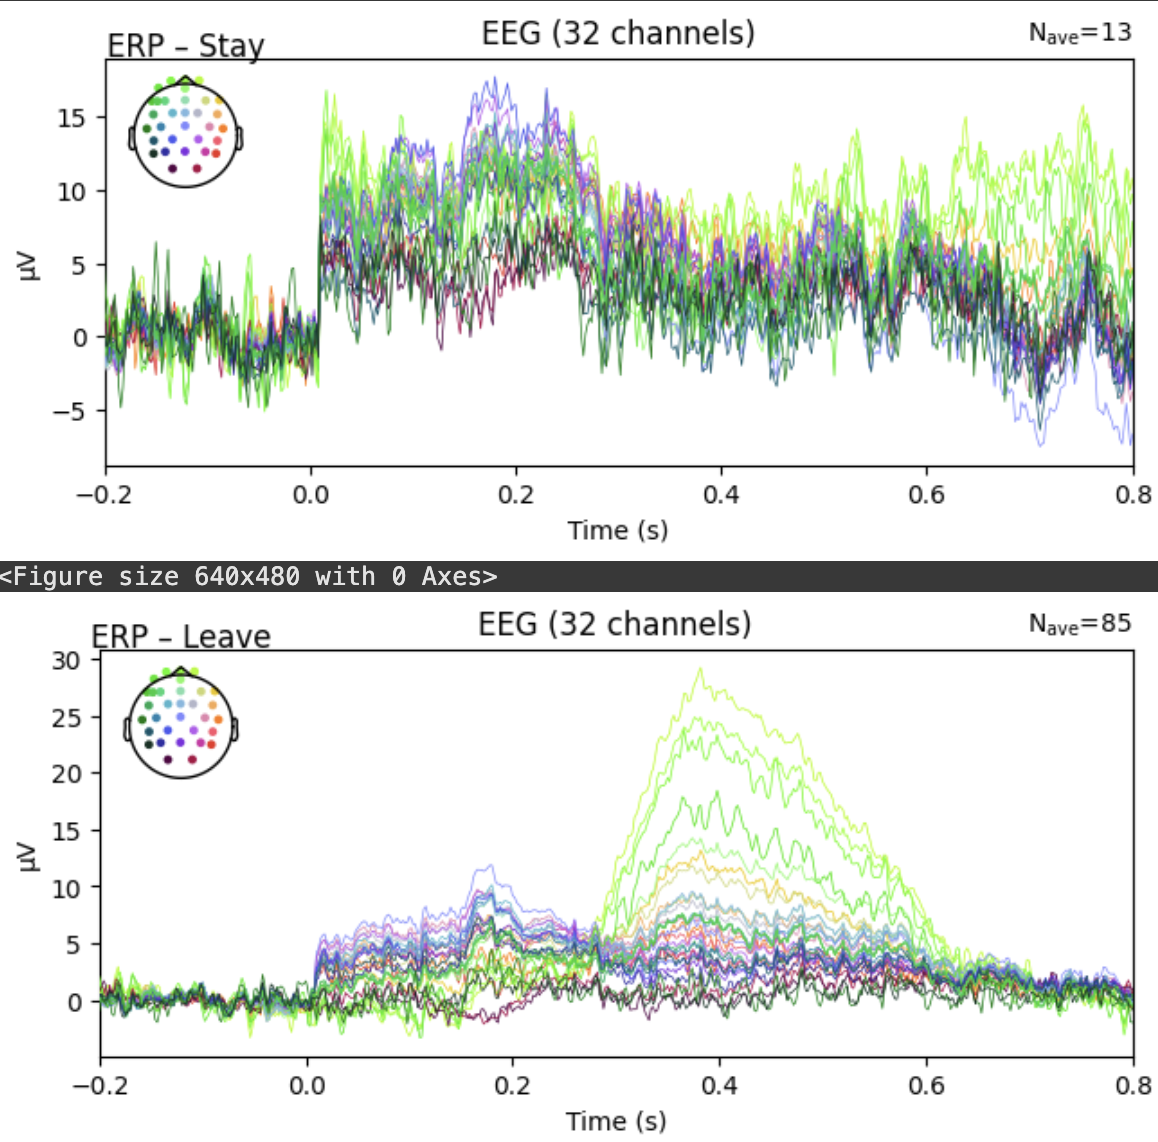 ERP – Stay
EEG (32 channels)
Nave=13
15
10
5
0
−5
µV
−0.2 0.0 0.2 0.4 0.6 0.8
Time (s)
<Figure size 640x480 with 0 Axes>
ERP – Leave
EEG (32 channels)
Nave=85
30
25
20
15
10
5
0
µV
−0.2 0.0 0.2 0.4 0.6 0.8
Time (s)